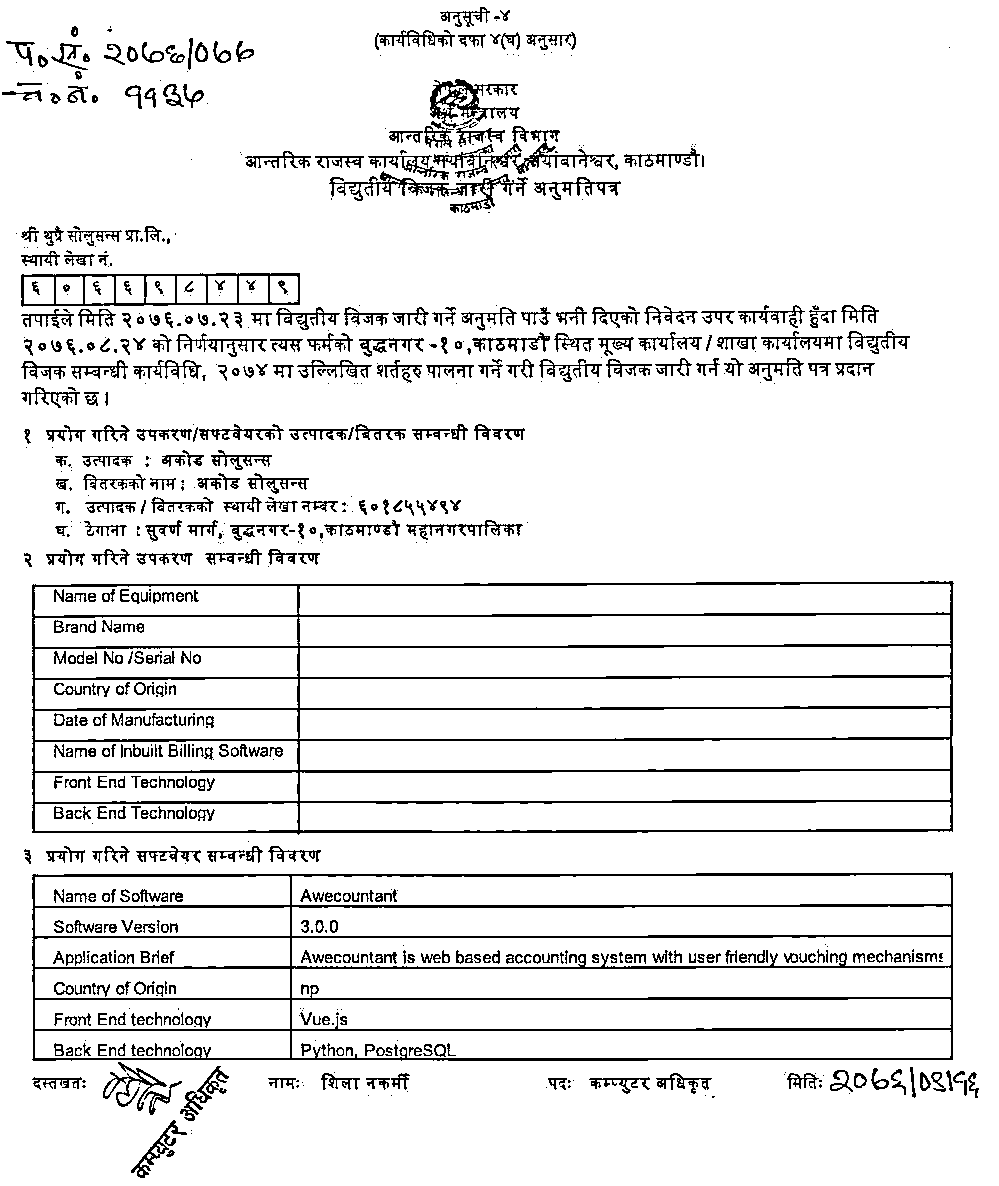 अनुसूची -४
(कार्यविधिको दफा ४(घ) अनुसार)
प. सं. २०७६/०७७
च. नं. ११३७
सरकार
आन्तरिक राजस्व विभाग
आन्तरिक राजस्व कार्यालय नयाँबानेश्वर, नयाँबानेश्वर, काठमाण्डौ।
विद्युतीय विजक जारी गर्ने अनुमतिपत्र
काठमाडौं
श्री थुप्रै सोलुसन्स प्रा.लि.,
स्थायी लेखा नं.
६ ० ६ ६ १ ८ ४ ४ ९
तपाईले मिति २०७६.०७.२३ मा विद्युतीय विजक जारी गर्ने अनुमति पाउँ भनी दिएको निवेदन उपर कार्यवाही हुँदा मिति
२०७६.०८.२४ को निर्णयानुसार त्यस फर्मको बुद्धनगर -१०,काठमाडौं स्थित मूख्य कार्यालय / शाखा कार्यालयमा विद्युतीय
विजक सम्बन्धी कार्यविधि, २०७४ मा उल्लिखित शर्तहरु पालना गर्ने गरी विद्युतीय विजक जारी गर्न यो अनुमति पत्र प्रदान
गरिएको छ ।
१ प्रयोग गरिने उपकरण/सफ्टवेयरको उत्पादक/बितरक सम्बन्धी विवरण
क. उत्पादक : अकोड सोलुसन्स
ख. वितरकको नाम : अकोड सोलुसन्स
ग. उत्पादक / वितरकको स्थायी लेखा नम्बर : ६०१८५५४९४
घ. ठेगाना : सुवर्ण मार्ग, बुद्धनगर-१०,काठमाण्डौ महानगरपालिका
२ प्रयोग गरिने उपकरण सम्बन्धी विवरण
Name of Equipment
Brand Name
Model No /Serial No
Country of Origin
Date of Manufacturing
Name of Inbuilt Billing Software
Front End Technology
Back End Technology
३ प्रयोग गरिने सफ्टवेयर सम्बन्धी विवरण
Name of Software Awecountant
Software Version 3.0.0
Application Brief Awecountant is web based accounting system with user friendly vouching mechanisms
Country of Origin np
Front End technology Vue.js
Back End technology Python, PostgreSQL
दस्तखतः नामः शिला नकर्मी पदः कम्प्युटर अधिकृत मितिः २०७६/०९/१६
कम्प्युटर अधिकृत